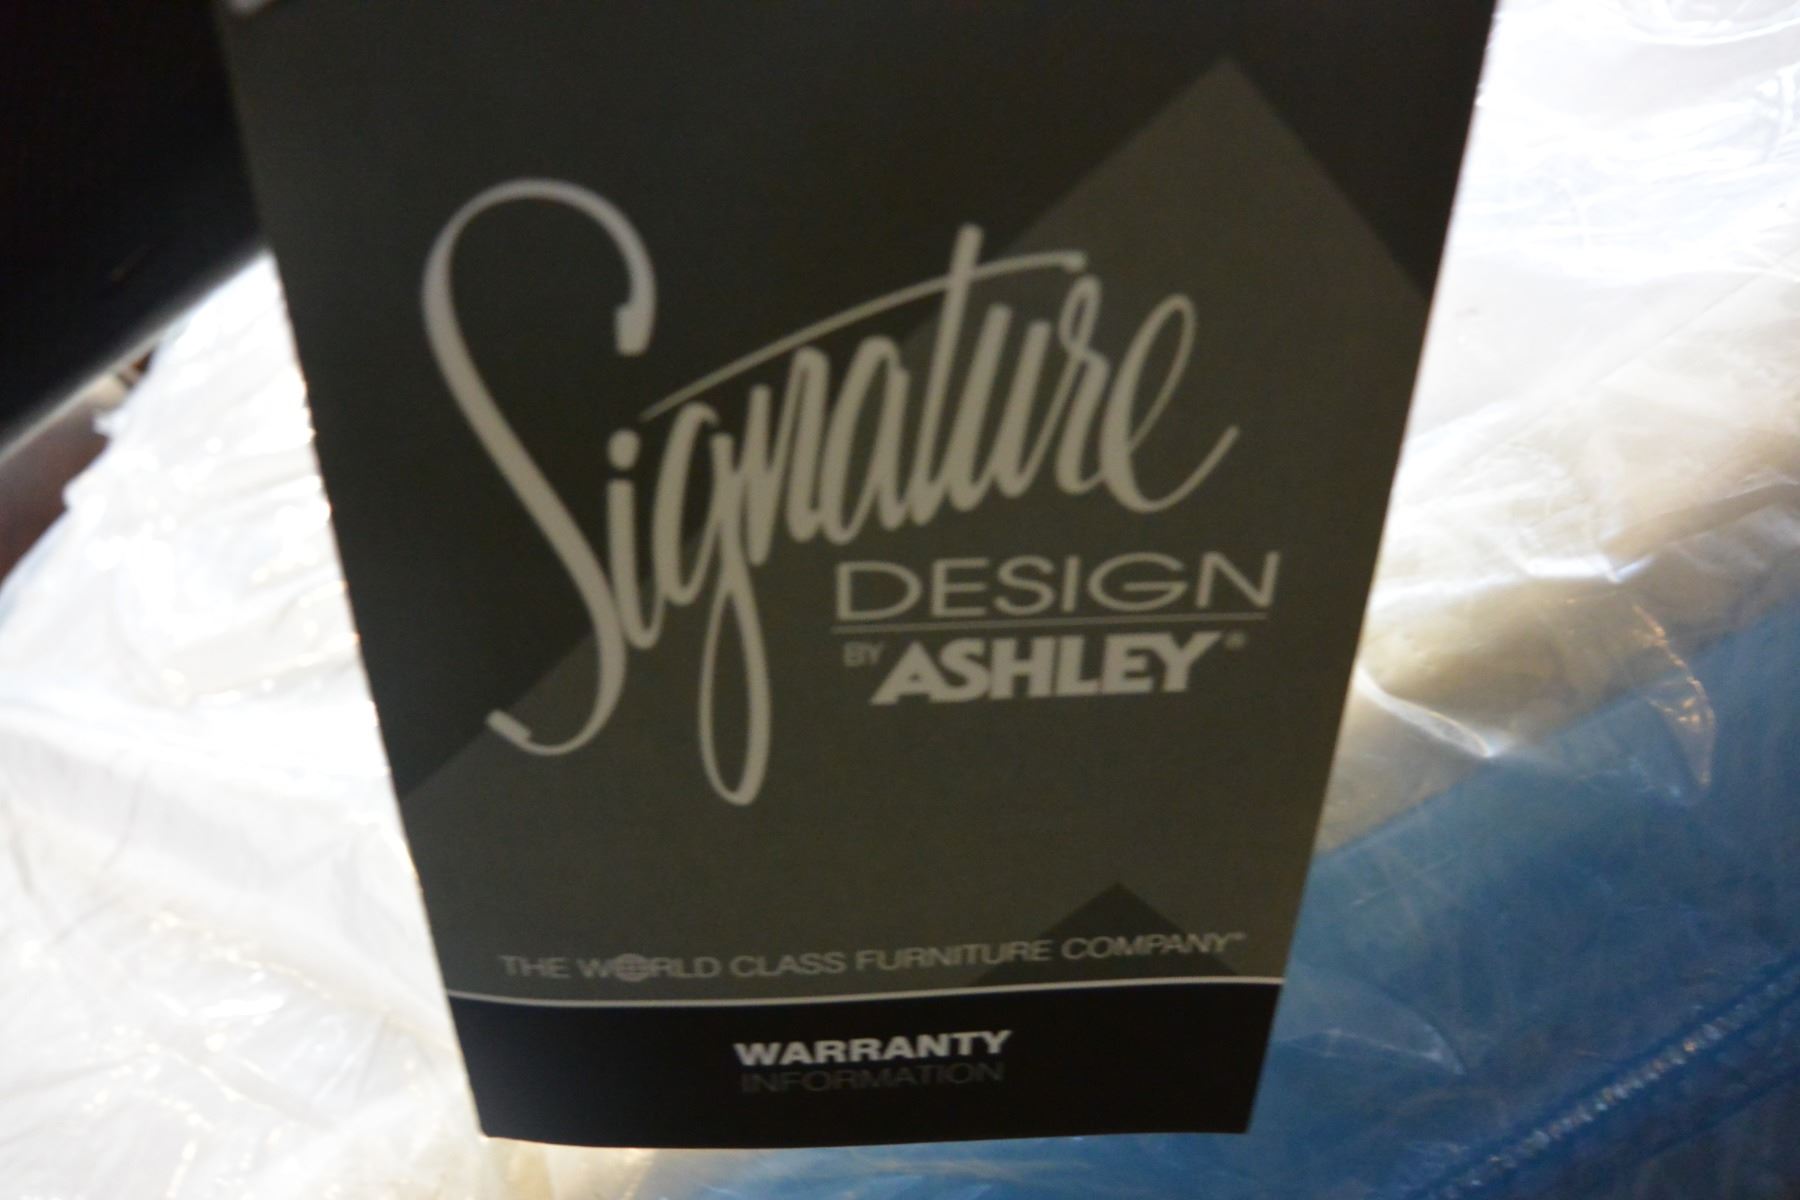 Signature
DESIGN
BY ASHLEY®
THE WORLD CLASS FURNITURE COMPANY®
WARRANTY
INFORMATION